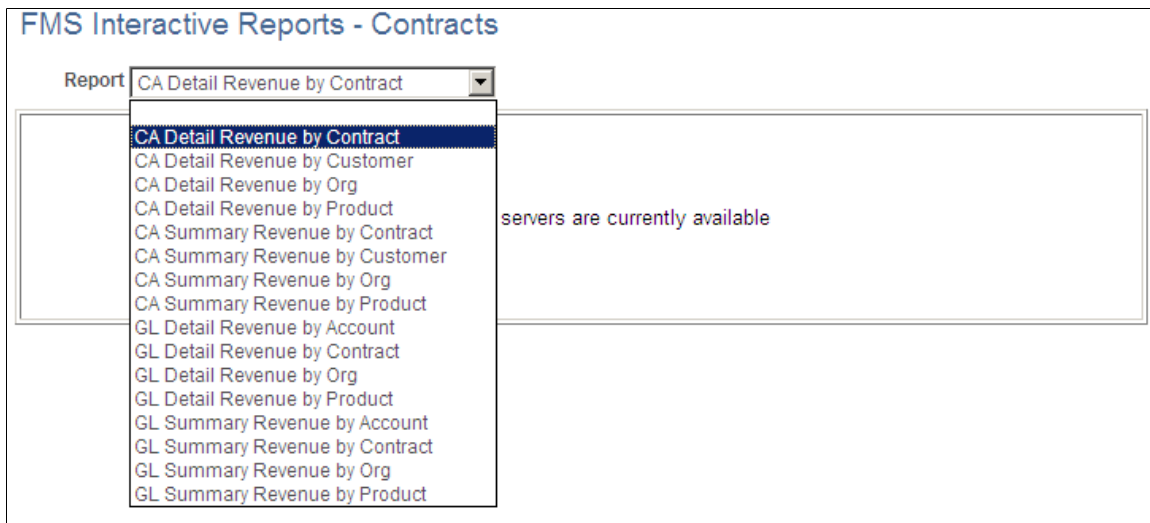 FMS Interactive Reports - Contracts
Report CA Detail Revenue by Contract
CA Detail Revenue by Contract
CA Detail Revenue by Customer
CA Detail Revenue by Org
CA Detail Revenue by Product
servers are currently available
CA Summary Revenue by Contract
CA Summary Revenue by Customer
CA Summary Revenue by Org
CA Summary Revenue by Product
GL Detail Revenue by Account
GL Detail Revenue by Contract
GL Detail Revenue by Org
GL Detail Revenue by Product
GL Summary Revenue by Account
GL Summary Revenue by Contract
GL Summary Revenue by Org
GL Summary Revenue by Product